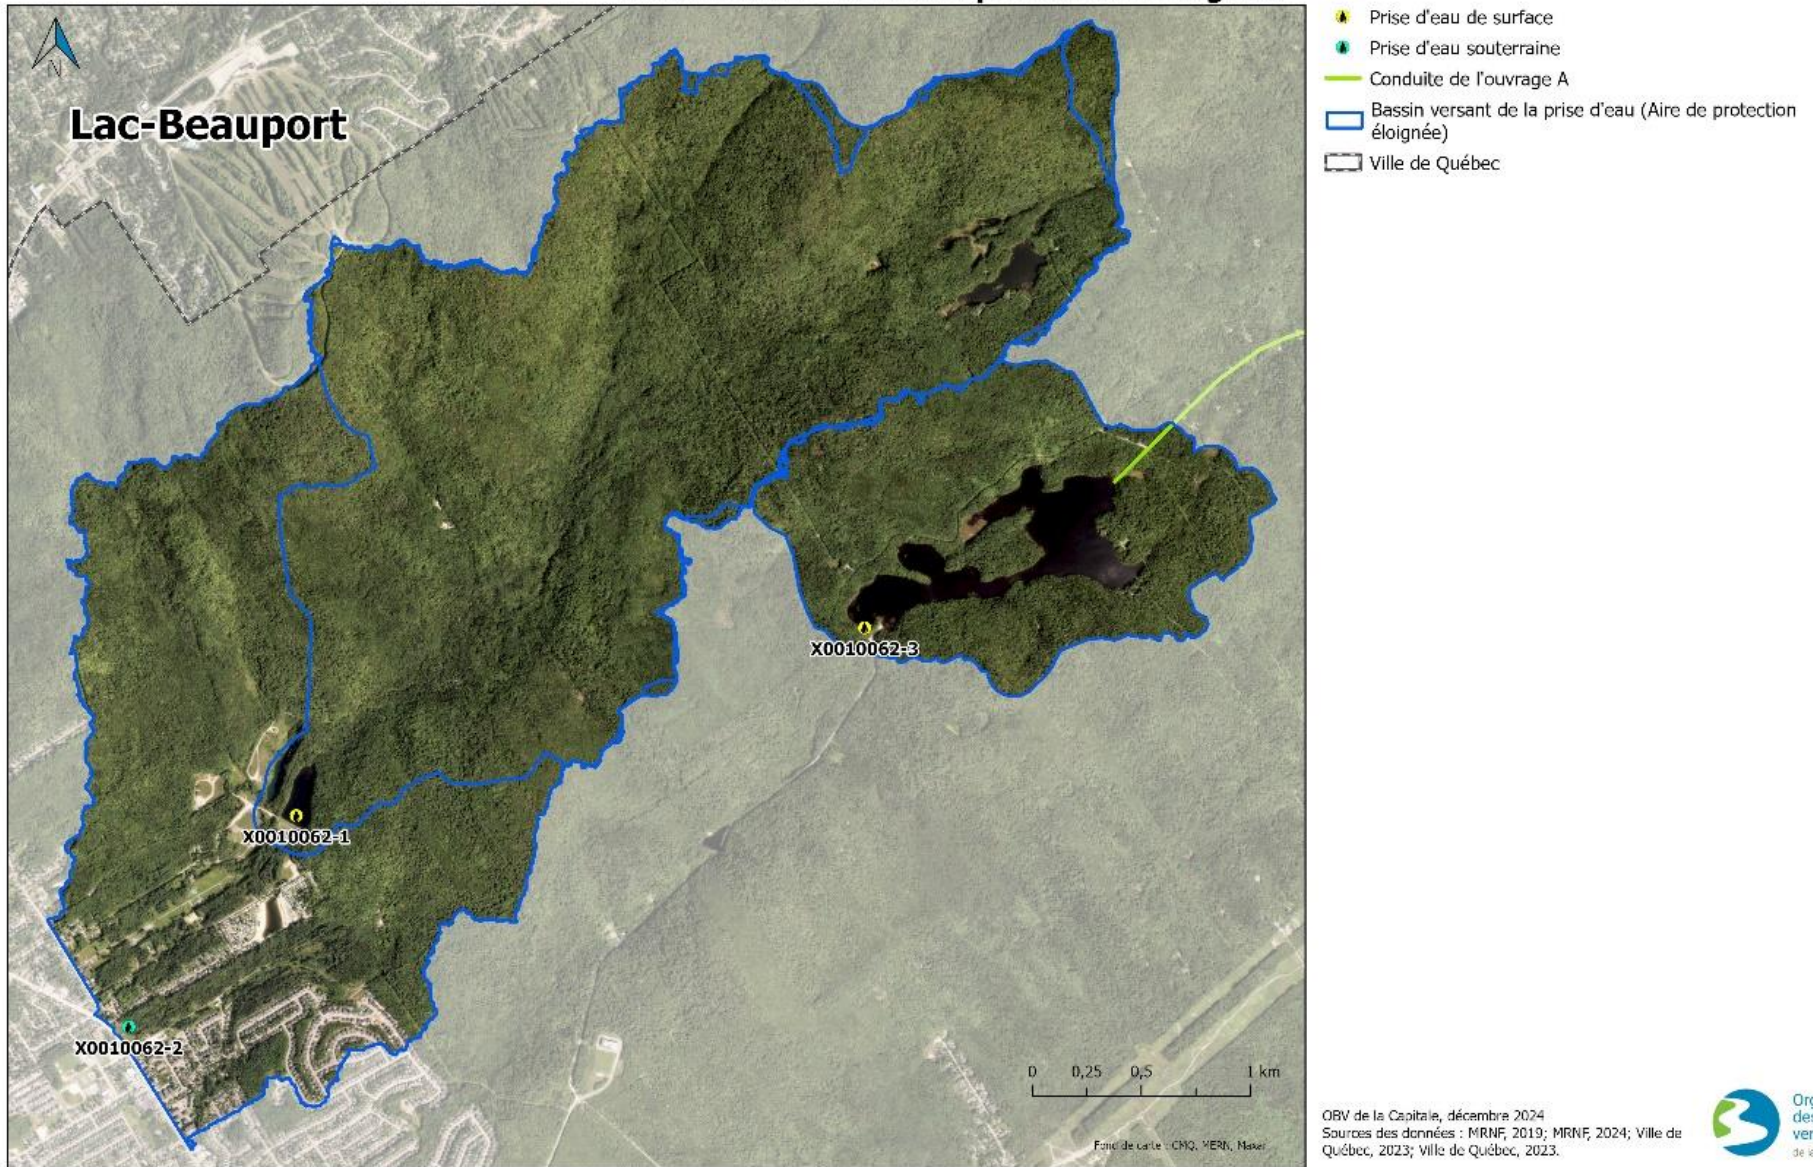 N
Lac-Beauport
X0010062-3
X0010062-1
X0010062-2
0 0,25 0,5 1 km
Fond de carte : CMQ, MERN, Maxar
Prise d'eau de surface
Prise d'eau souterraine
Conduite de l'ouvrage A
Bassin versant de la prise d'eau (Aire de protection
éloignée)
Ville de Québec
OBV de la Capitale, décembre 2024
Sources des données : MRNF, 2019; MRNF, 2024; Ville de
Québec, 2023; Ville de Québec, 2023.